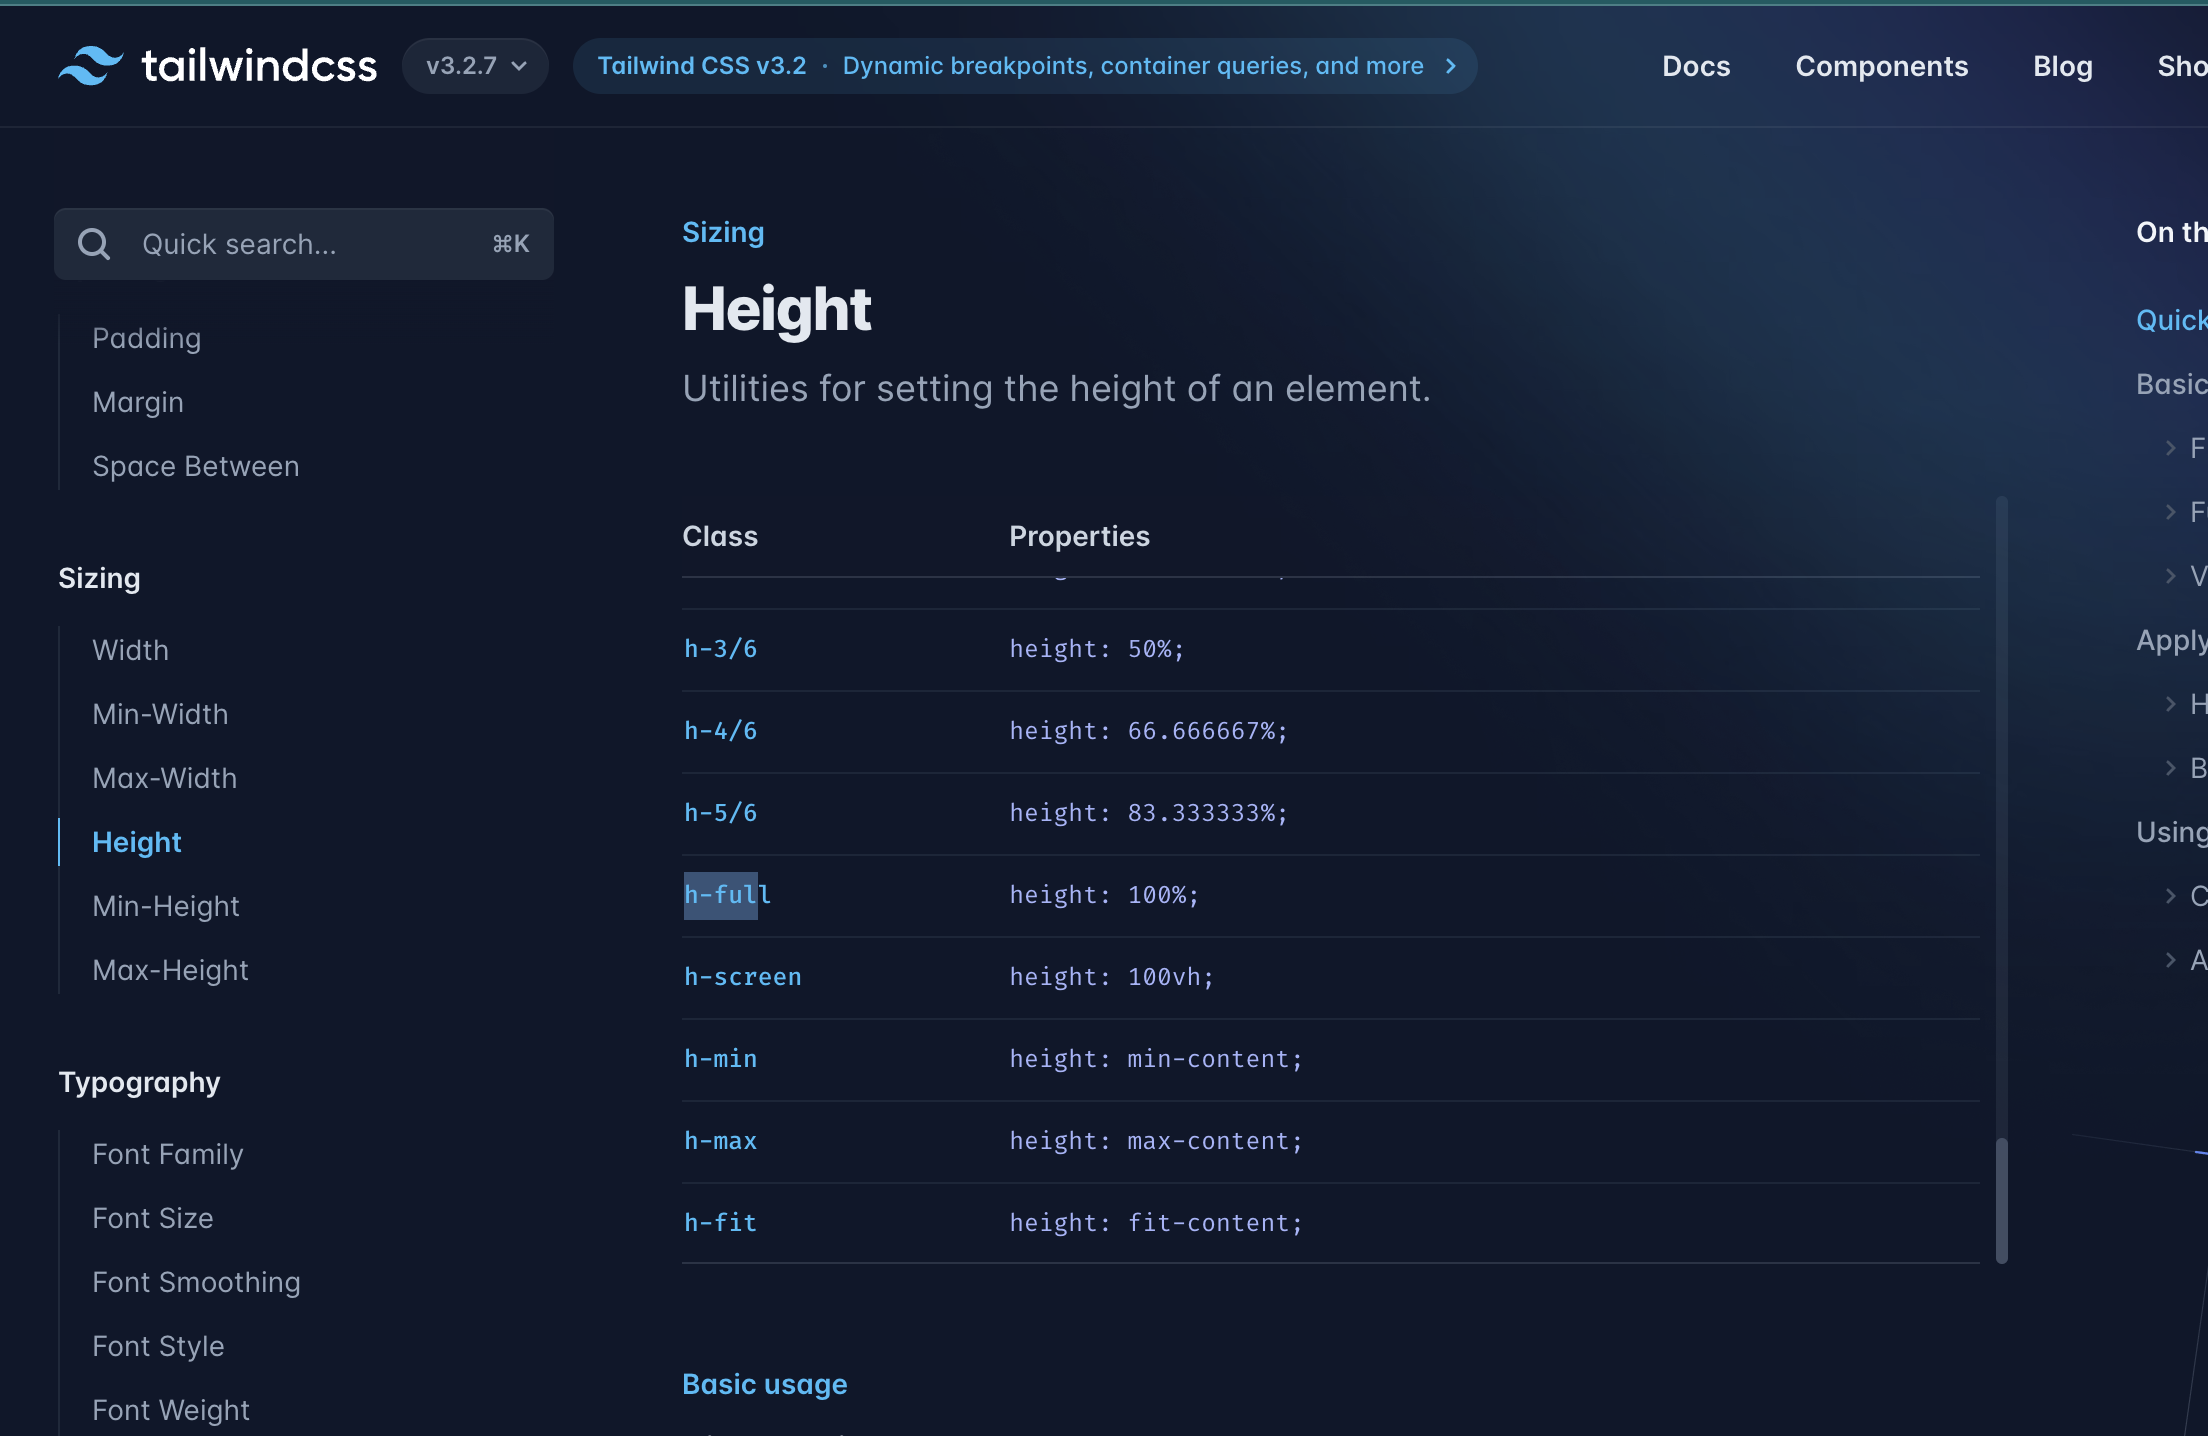 tailwindcss
v3.2.7
Tailwind CSS v3.2 · Dynamic breakpoints, container queries, and more
Docs
Components
Blog
Sho
Quick search...
⌘K
Padding
Margin
Space Between
Sizing
Width
Min-Width
Max-Width
Height
Min-Height
Max-Height
Typography
Font Family
Font Size
Font Smoothing
Font Style
Font Weight
Sizing
Height
Utilities for setting the height of an element.
Class Properties
h-3/6 height: 50%;
h-4/6 height: 66.666667%;
h-5/6 height: 83.333333%;
h-full height: 100%;
h-screen height: 100vh;
h-min height: min-content;
h-max height: max-content;
h-fit height: fit-content;
Basic usage
On th
Quick
Basic
F
F
V
Apply
H
B
Using
C
A